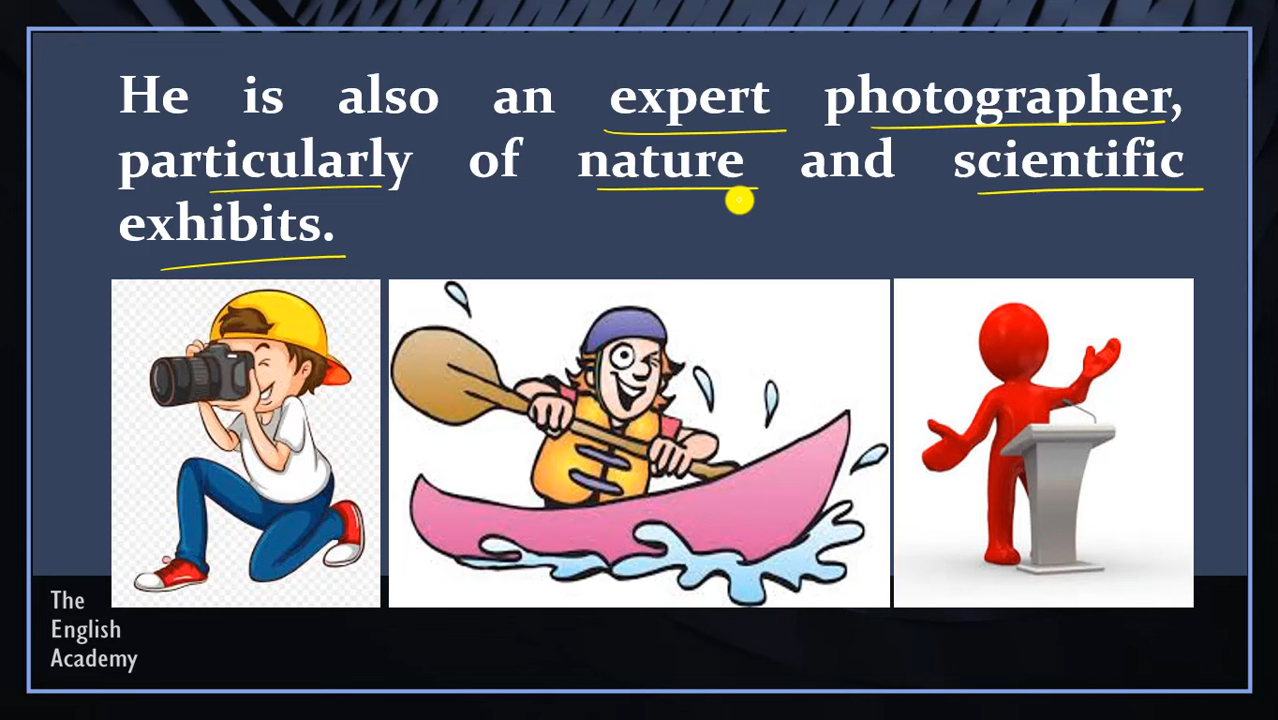 He is also an expert photographer,
particularly of nature and scientific
exhibits.
The
English
Academy